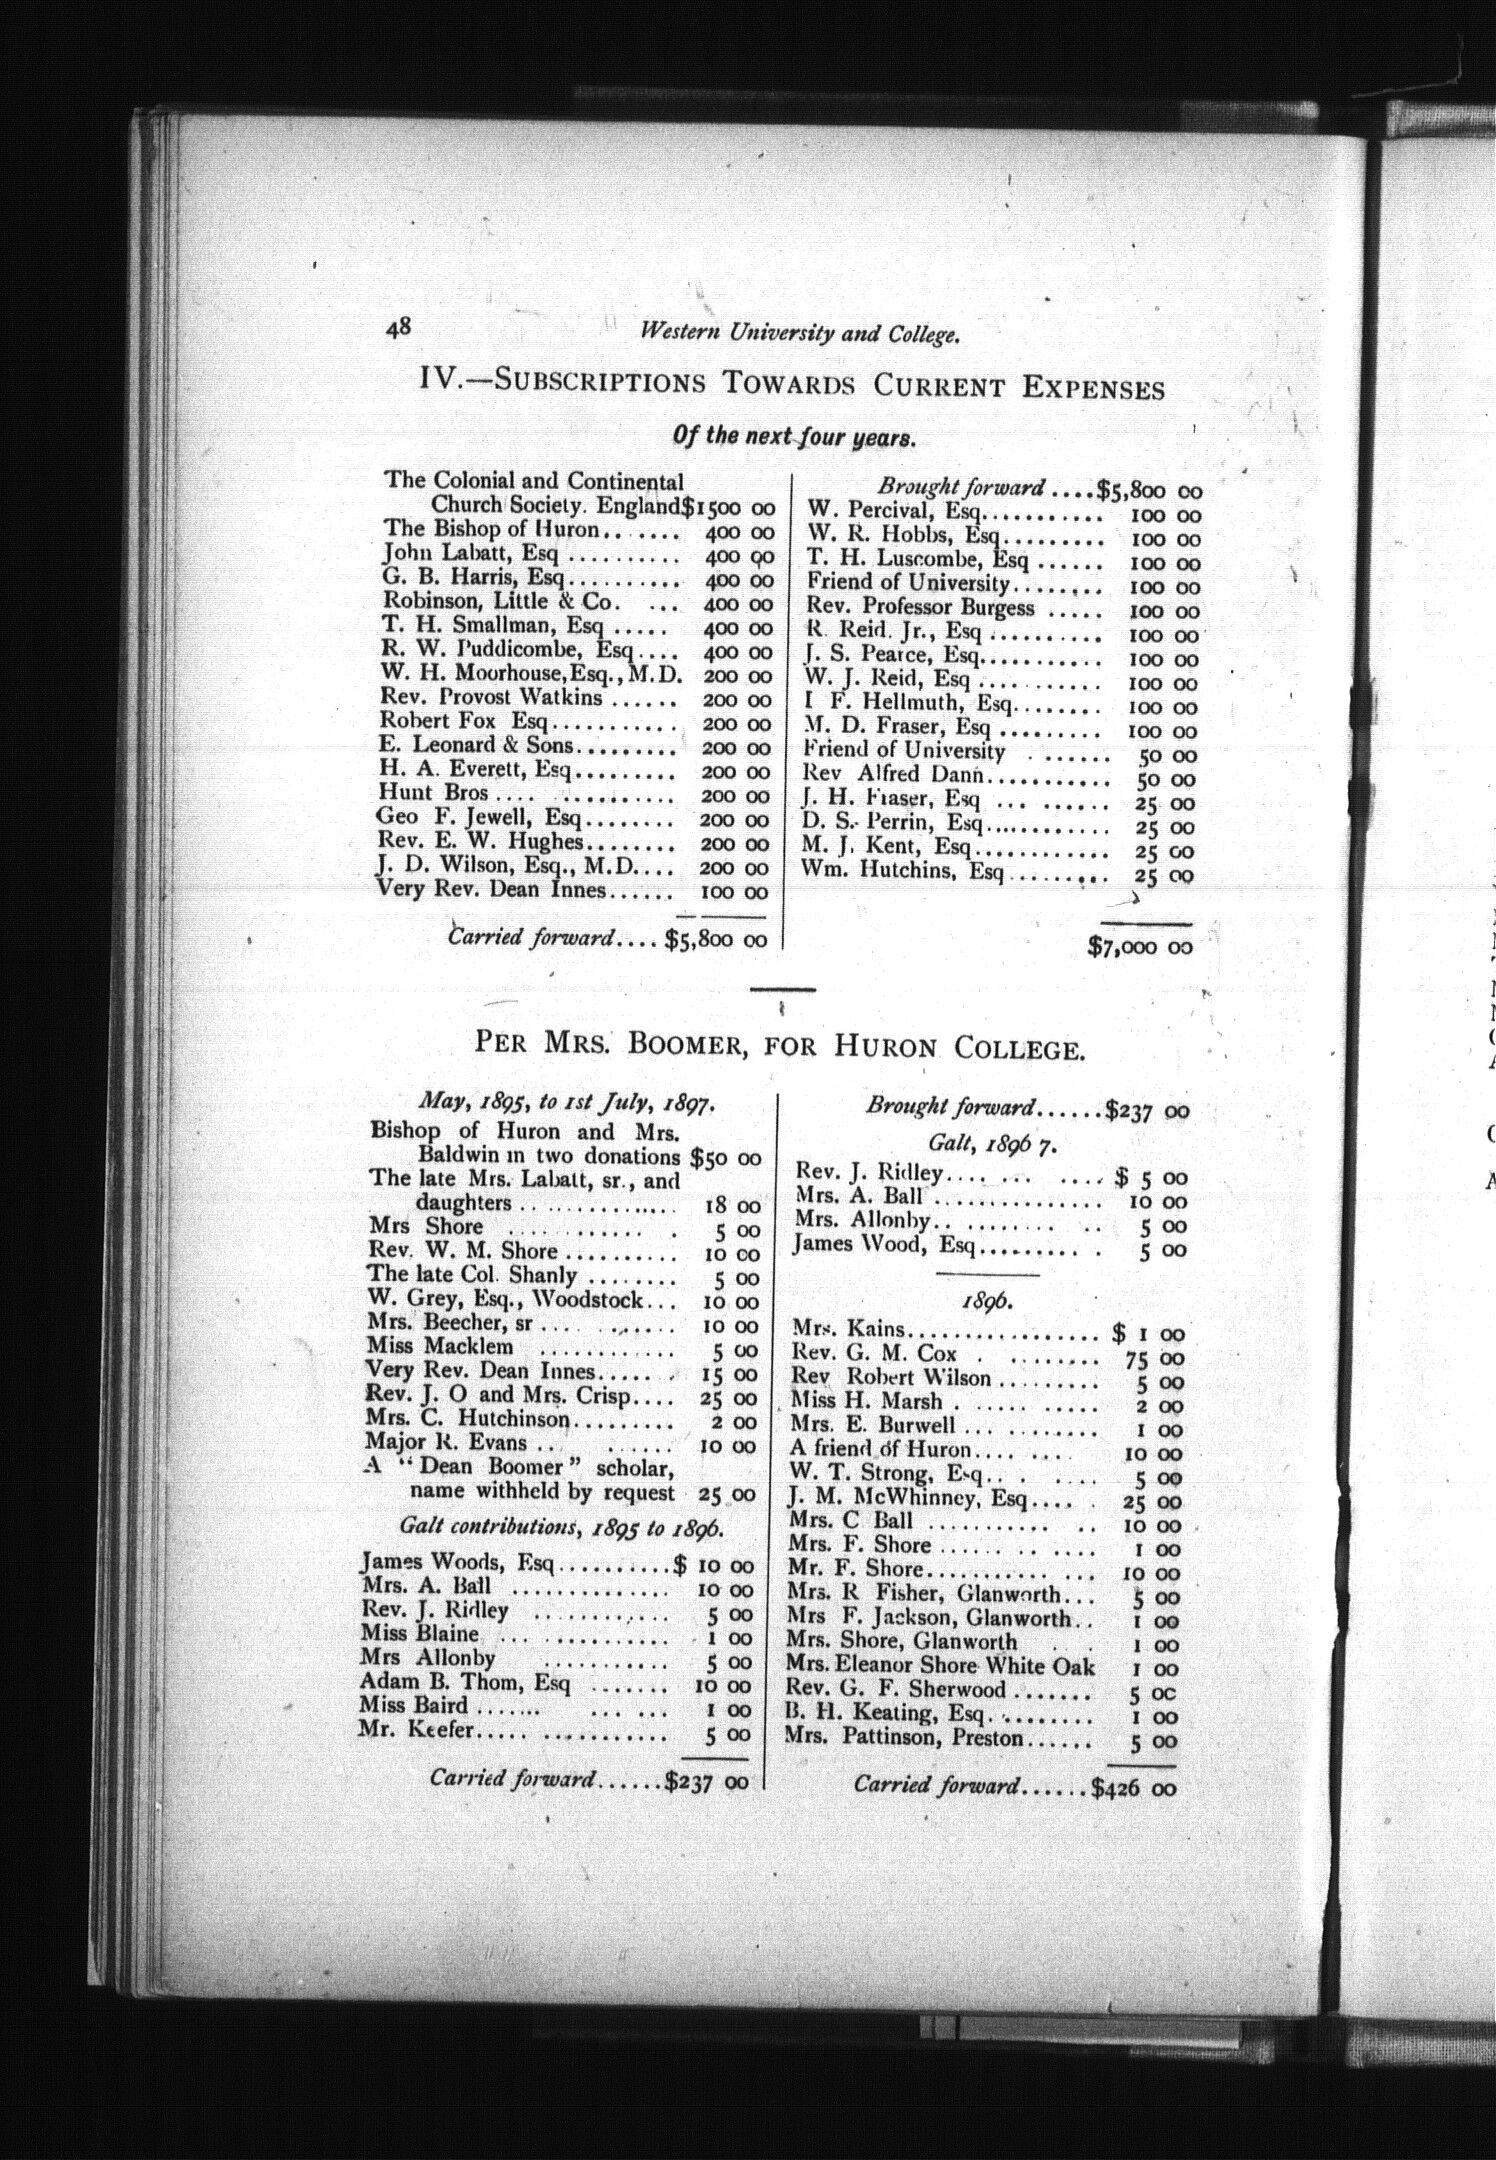 48
Western University and College.
IV.—SUBSCRIPTIONS TOWARDS CURRENT EXPENSES
Of the next four years.
The Colonial and Continental
Church Society. England $1500 00
The Bishop of Huron.. ..... 400 00
John Labatt, Esq .......... 400 00
G. B. Harris, Esq.......... 400 00
Robinson, Little & Co. ... 400 00
T. H. Smallman, Esq ..... 400 00
R. W. Puddicombe, Esq.... 400 00
W. H. Moorhouse, Esq., M.D. 200 00
Rev. Provost Watkins ...... 200 00
Robert Fox Esq........... 200 00
E. Leonard & Sons......... 200 00
H. A. Everett, Esq......... 200 00
Hunt Bros .... ........... 200 00
Geo F. Jewell, Esq........ 200 00
Rev. E. W. Hughes........ 200 00
J. D. Wilson, Esq., M.D.... 200 00
Very Rev. Dean Innes...... 100 00
Carried forward.... $5,800 00
Brought forward ....$5,800 00
W. Percival, Esq........... 100 00
W. R. Hobbs, Esq......... 100 00
T. H. Luscombe, Esq ...... 100 00
Friend of University........ 100 00
Rev. Professor Burgess ..... 100 00
R. Reid. Jr., Esq .......... 100 00
J. S. Pearce, Esq........... 100 00
W. J. Reid, Esq ........... 100 00
I F. Hellmuth, Esq........ 100 00
M. D. Fraser, Esq ......... 100 00
Friend of University . ...... 50 00
Rev Alfred Dann........... 50 00
J. H. Fraser, Esq ... ...... 25 00
D. S. Perrin, Esq............ 25 00
M. J. Kent, Esq............ 25 00
Wm. Hutchins, Esq......... 25 00
$7,000 00
PER MRS. BOOMER, FOR HURON COLLEGE.
May, 1895, to 1st July, 1897.
Bishop of Huron and Mrs.
Baldwin in two donations $50 00
The late Mrs. Labatt, sr., and
daughters .............. 18 00
Mrs Shore ............ . 5 00
Rev. W. M. Shore .......... 10 00
The late Col. Shanly ........ 5 00
W. Grey, Esq., Woodstock... 10 00
Mrs. Beecher, sr .... ...... 10 00
Miss Macklem ............ 5 00
Very Rev. Dean Innes...... . 15 00
Rev. J. O and Mrs. Crisp.... 25 00
Mrs. C. Hutchinson......... 2 00
Major R. Evans .. ...... 10 00
A "Dean Boomer" scholar,
name withheld by request 25 00
Galt contributions, 1895 to 1896.
James Woods, Esq..........$ 10 00
Mrs. A. Ball .............. 10 00
Rev. J. Ridley ............ 5 00
Miss Blaine ... ........... 1 00
Mrs Allonby ........... 5 00
Adam B. Thom, Esq ....... 10 00
Miss Baird ....... ... ... 1 00
Mr. Keefer..... ........... 5 00
Carried forward......$237 00
Brought forward......$237 00
Galt, 1896 7.
Rev. J. Ridley.... ... .... $ 5 00
Mrs. A. Ball ............... 10 00
Mrs. Allonby.. ........ .. 5 00
James Wood, Esq......... . 5 00
1896.
Mrs. Kains................. $ 1 00
Rev. G. M. Cox . ........ 75 00
Rev Robert Wilson ......... 5 00
Miss H. Marsh . ..... ..... 2 00
Mrs. E. Burwell ... ........ 1 00
A friend of Huron.... .... 10 00
W. T. Strong, Esq.. . .... 5 00
J. M. McWhinney, Esq.... . 25 00
Mrs. C Ball ........... .. 10 00
Mrs. F. Shore ...... .. .... 1 00
Mr. F. Shore........... ... 10 00
Mrs. R Fisher, Glanworth... 5 00
Mrs F. Jackson, Glanworth.. 1 00
Mrs. Shore, Glanworth . . 1 00
Mrs. Eleanor Shore White Oak 1 00
Rev. G. F. Sherwood ....... 5 00
B. H. Keating, Esq......... 1 00
Mrs. Pattinson, Preston...... 5 00
Carried forward......$426 00